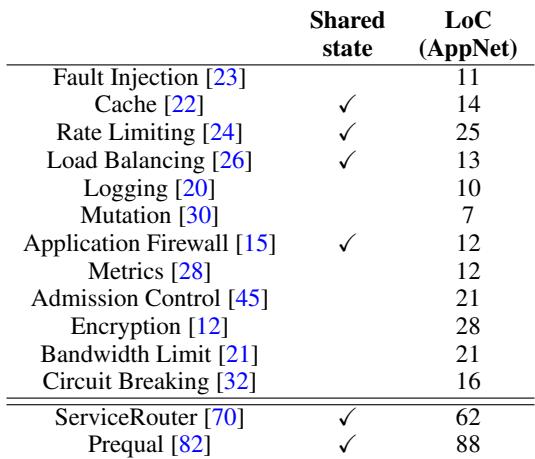 Shared LoC
state (AppNet)
Fault Injection [23] 11
Cache [22] ✓ 14
Rate Limiting [24] ✓ 25
Load Balancing [26] ✓ 13
Logging [20] 10
Mutation [30] 7
Application Firewall [15] ✓ 12
Metrics [28] 12
Admission Control [45] 21
Encryption [12] 28
Bandwidth Limit [21] 21
Circuit Breaking [32] 16
ServiceRouter [70] ✓ 62
Prequal [82] ✓ 88